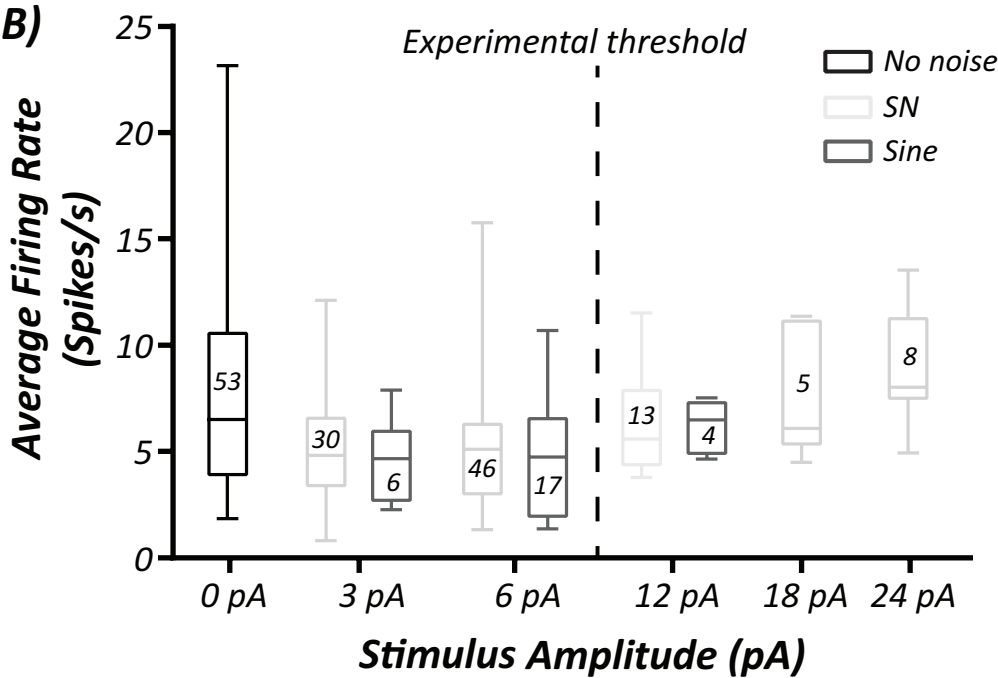 B)
Experimental threshold
No noise
SN
Sine
Average Firing Rate
(Spikes/s)
25
20
15
10
5
0
53
30
6
46
17
13
4
5
8
0 pA
3 pA
6 pA
12 pA
18 pA
24 pA
Stimulus Amplitude (pA)